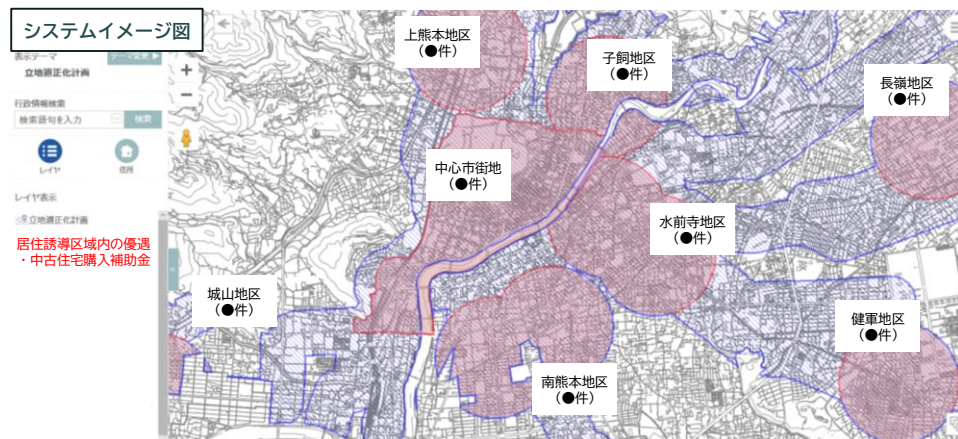 システムイメージ図
表示テーマ
テーマ変更 ▶
立地適正化計画
行政情報検索
検索語句を入力
検索
レイヤ
住所
レイヤ表示
立地適正化計画
居住誘導区域内の優遇
・中古住宅購入補助金
上熊本地区
(●件)
子飼地区
(●件)
長嶺地区
(●件)
中心市街地
(●件)
水前寺地区
(●件)
城山地区
(●件)
健軍地区
(●件)
南熊本地区
(●件)